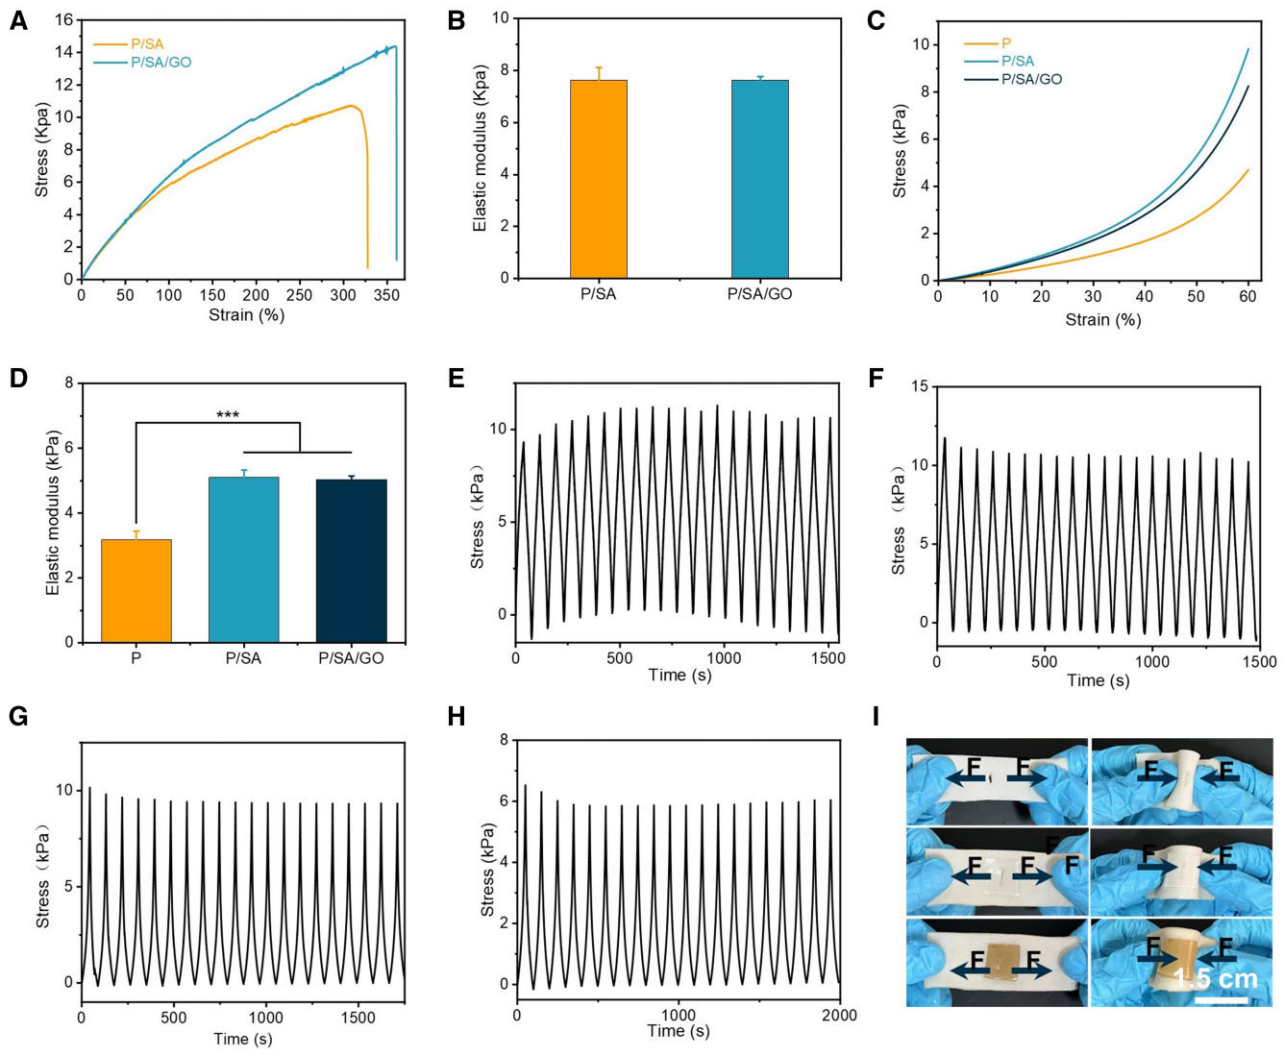 A
16
14
12
10
8
6
4
2
0
Stress (Kpa)
P/SA
P/SA/GO
0 50 100 150 200 250 300 350
Strain (%)
B
10
8
6
4
2
0
Elastic modulus (Kpa)
P/SA P/SA/GO
C
10
8
6
4
2
0
Stress (kPa)
P
P/SA
P/SA/GO
0 10 20 30 40 50 60
Strain (%)
D
8
6
4
2
0
Elastic modulus (kPa)
***
P P/SA P/SA/GO
E
10
5
0
Stress (kPa)
0 500 1000 1500
Time (s)
F
15
10
5
0
Stress (kPa)
0 500 1000 1500
Time (s)
G
10
5
0
Stress (kPa)
0 500 1000 1500
Time (s)
H
8
6
4
2
0
Stress (kPa)
0 1000 2000
Time (s)
I
F F
F F
F
F F F
F F
F F
F F
1.5 cm